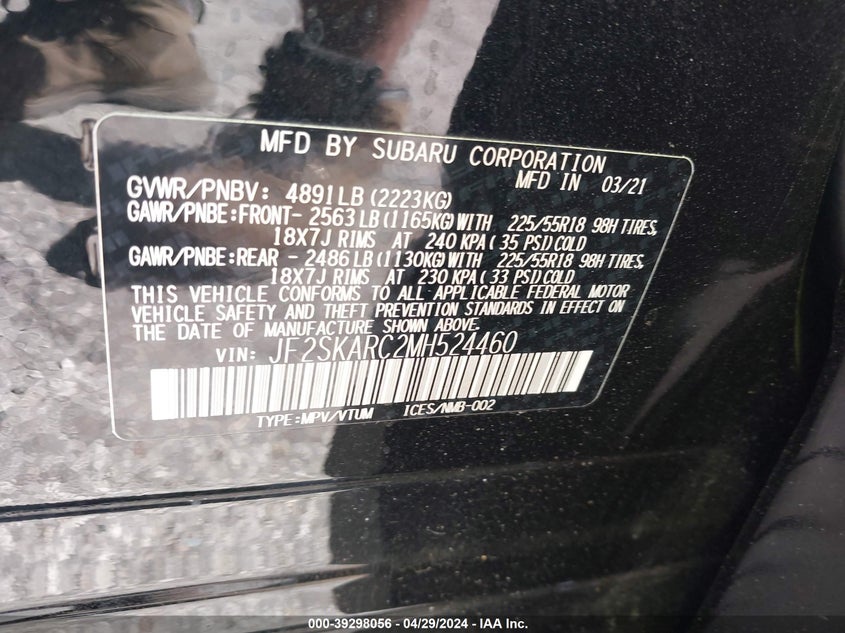 MFD BY SUBARU CORPORATION
MFD IN 03/21
GVWR/PNBV: 4891LB(2223KG)
GAWR/PNBE:FRONT- 2563LB(1165KG)WITH 225/55R18 98H TIRES,
18X7J RIMS AT 240 KPA(35 PSI)COLD
GAWR/PNBE:REAR - 2486LB(1130KG)WITH 225/55R18 98H TIRES,
18X7J RIMS AT 230 KPA(33 PSI)COLD
THIS VEHICLE CONFORMS TO ALL APPLICABLE FEDERAL MOTOR
VEHICLE SAFETY AND THEFT PREVENTION STANDARDS IN EFFECT ON
THE DATE OF MANUFACTURE SHOWN ABOVE.
VIN: JF2SKARC2MH524460
TYPE:MPV/VTUM ICES/NMB-002
000-39298056 - 04/29/2024 - IAA Inc.